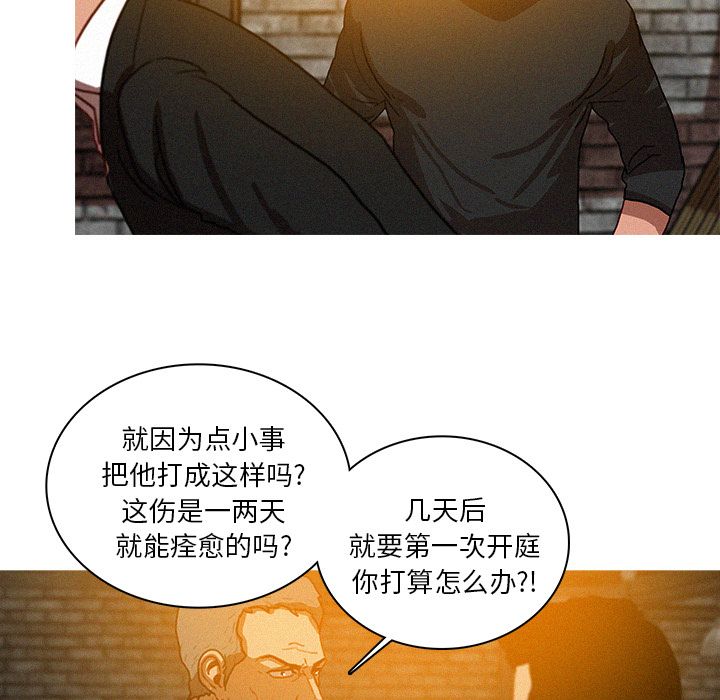 就因为点小事
把他打成这样吗?
这伤是一两天
就能痊愈的吗?
几天后
就要第一次开庭
你打算怎么办?!